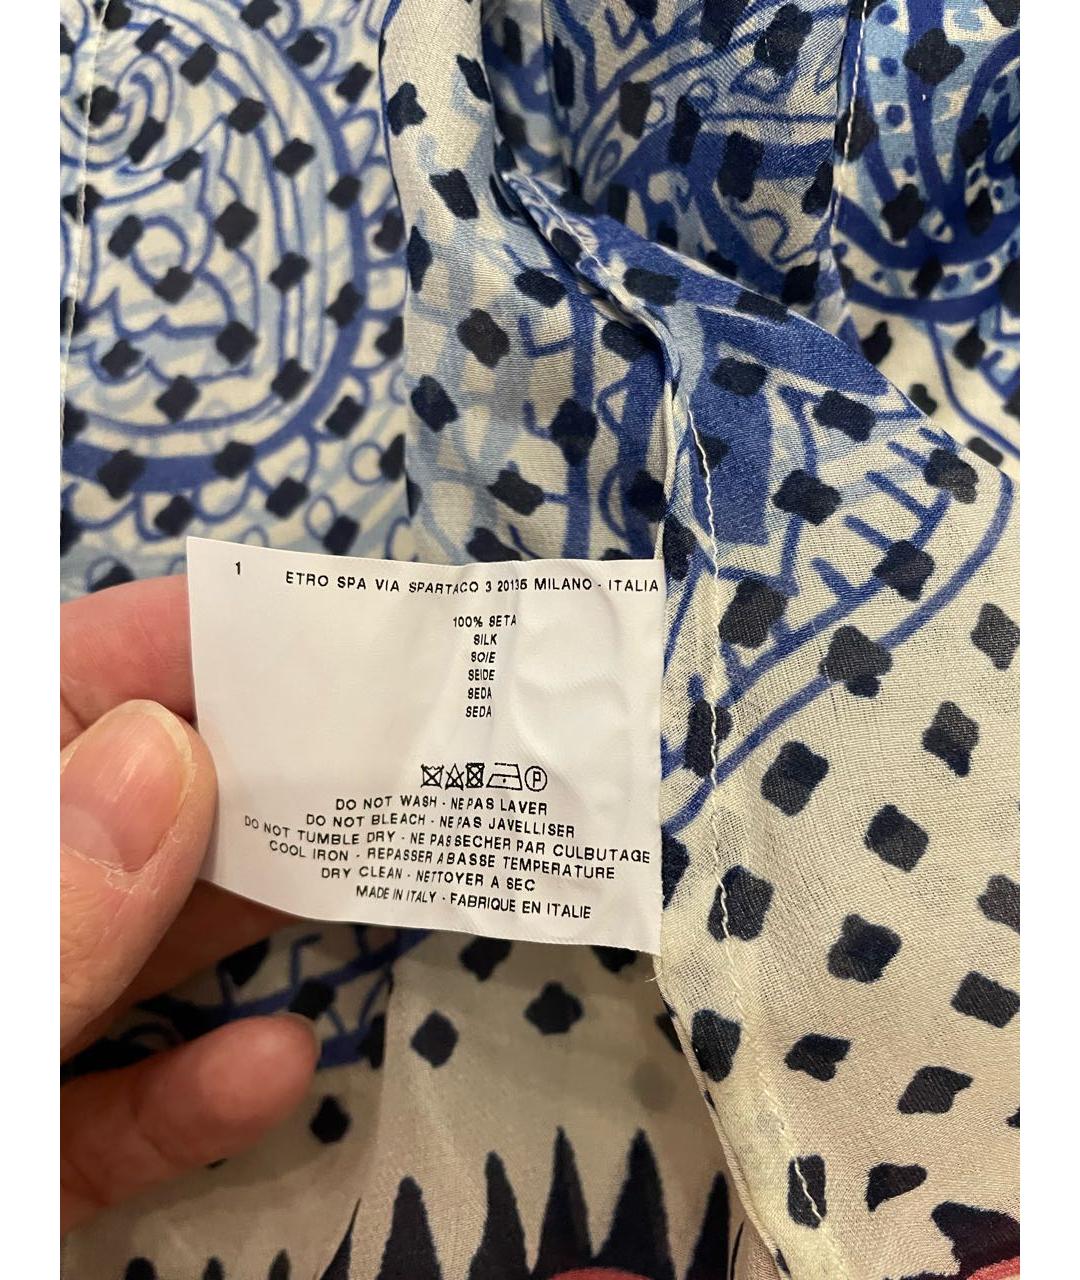 1 ETRO SPA VIA SPARTACO 3 20135 MILANO - ITALIA
100% SETA
SILK
SOIE
SEIDE
SEDA
SEDA
P
DO NOT WASH - NE PAS LAVER
DO NOT BLEACH - NE PAS JAVELLISER
DO NOT TUMBLE DRY - NE PAS SECHER PAR CULBUTAGE
COOL IRON - REPASSER A BASSE TEMPERATURE
DRY CLEAN - NETTOYER A SEC
MADE IN ITALY - FABRIQUE EN ITALIE